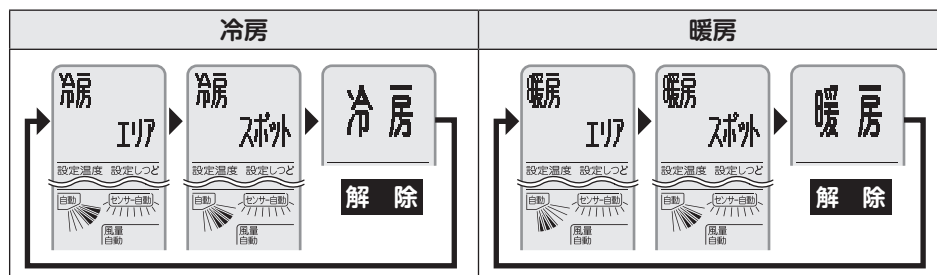 冷房
暖房
冷房
エリア
設定温度 設定しつど
自動
センサー自動
風量
自動
冷房
スポット
設定温度 設定しつど
自動
センサー自動
風量
自動
冷房
解除
暖房
エリア
設定温度 設定しつど
自動
センサー自動
風量
自動
暖房
スポット
設定温度 設定しつど
自動
センサー自動
風量
自動
暖房
解除